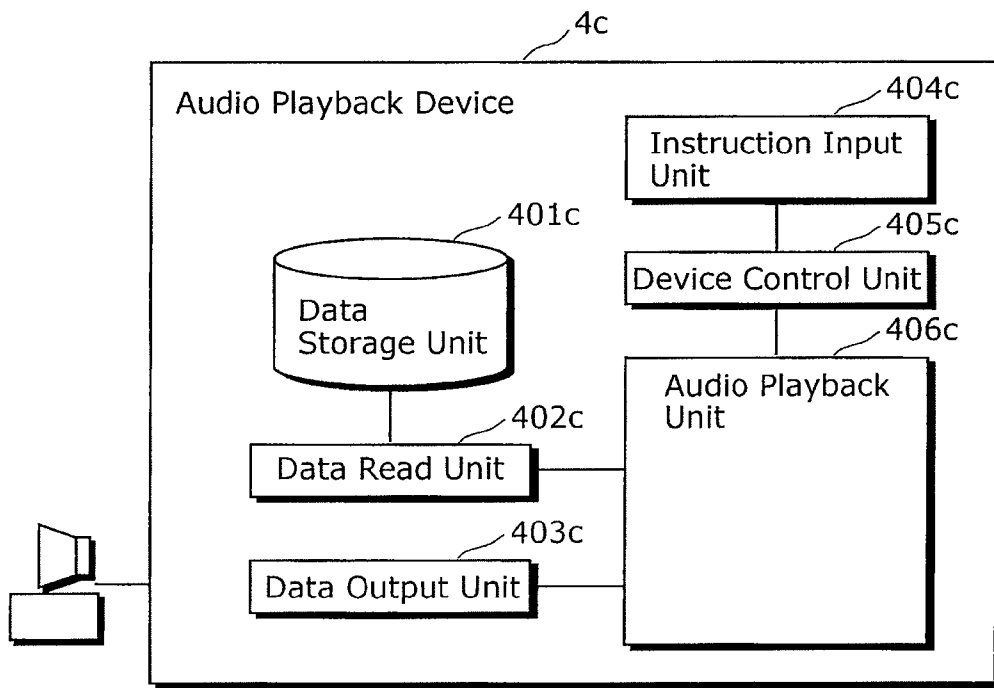 4c
Audio Playback Device
404c
Instruction Input
Unit
401c
405c
Data
Storage Unit
Device Control Unit
406c
Audio Playback
Unit
402c
Data Read Unit
403c
Data Output Unit